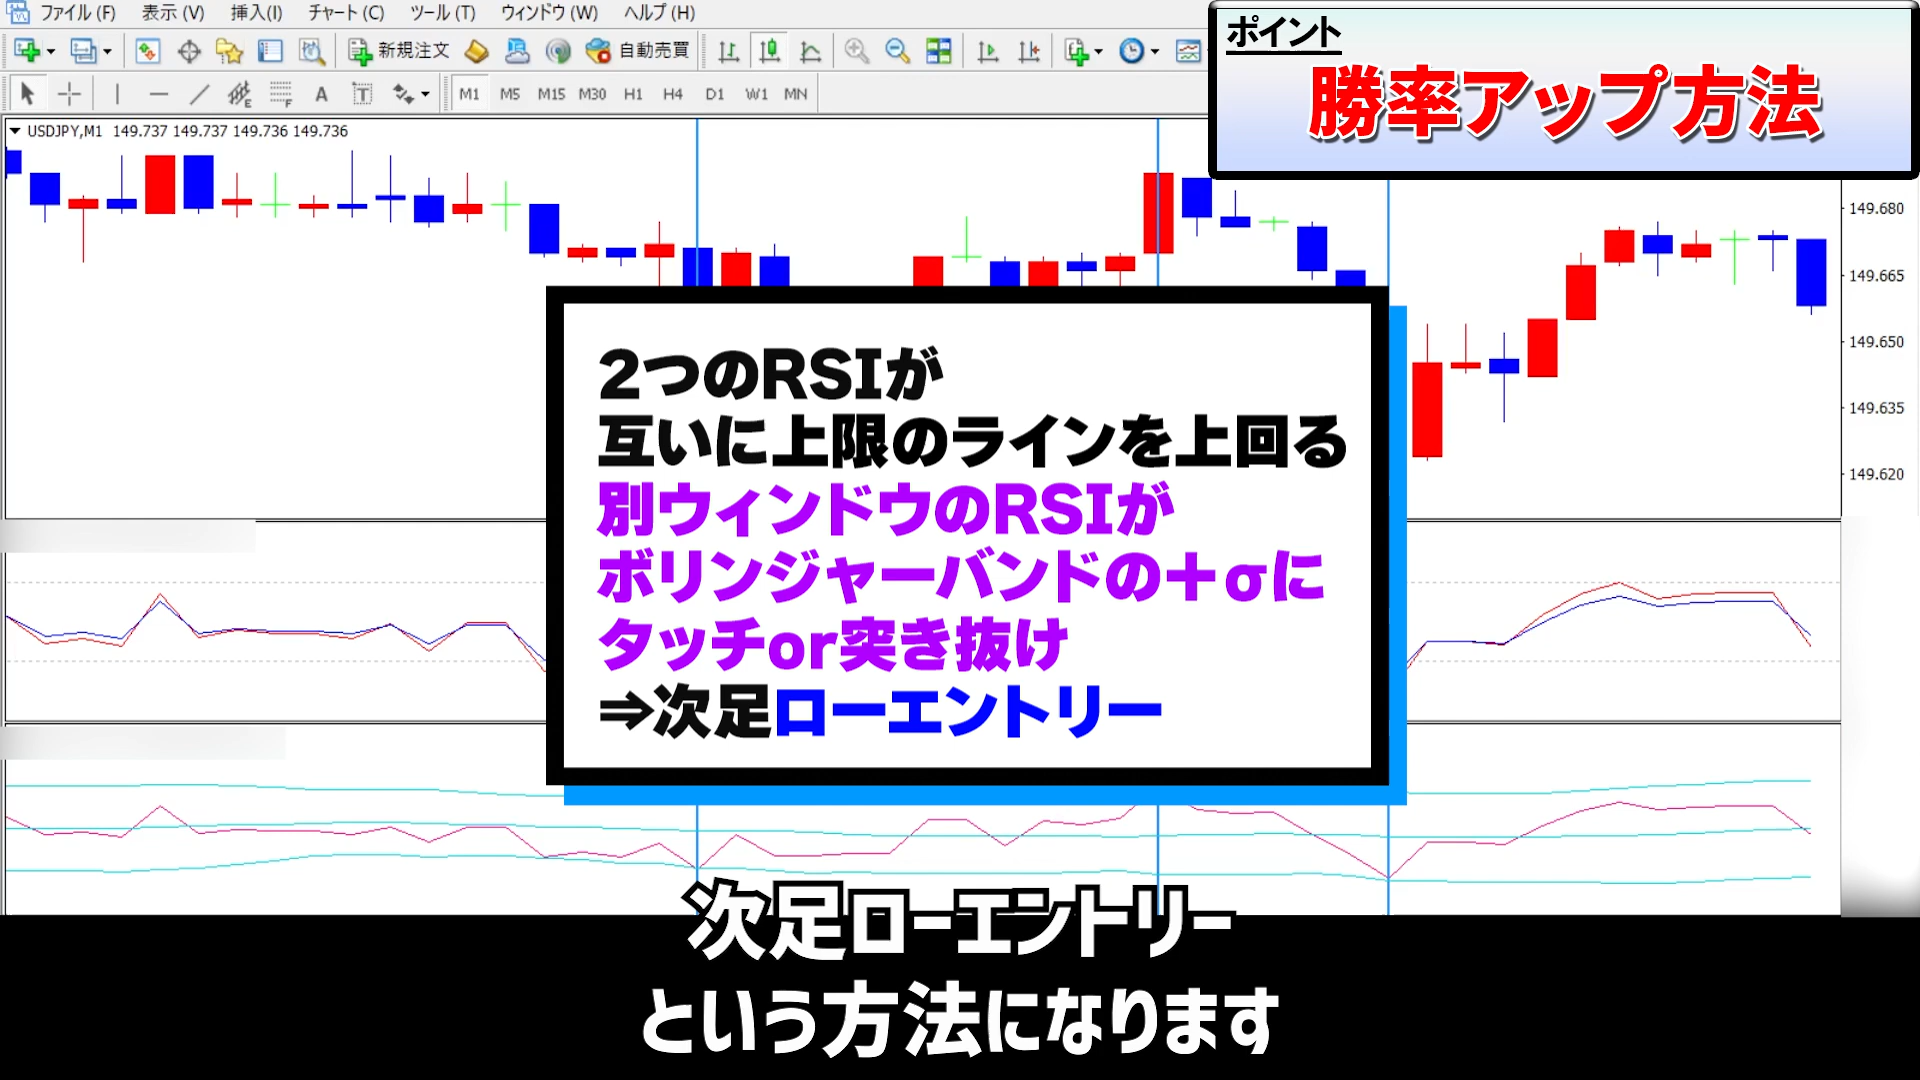 ファイル (F) 表示 (V) 挿入(I) チャート (C) ツール (T) ウィンドウ (W) ヘルプ (H)
新規注文 自動売買
M1 M5 M15 M30 H1 H4 D1 W1 MN
ポイント
勝率アップ方法
USDJPY,M1 149.737 149.737 149.736 149.736
149.680
149.665
149.650
149.635
149.620
2つのRSIが
互いに上限のラインを上回る
別ウィンドウのRSIが
ボリンジャーバンドの＋σに
タッチor突き抜け
⇒次足ローエントリー
次足ローエントリー
という方法になります